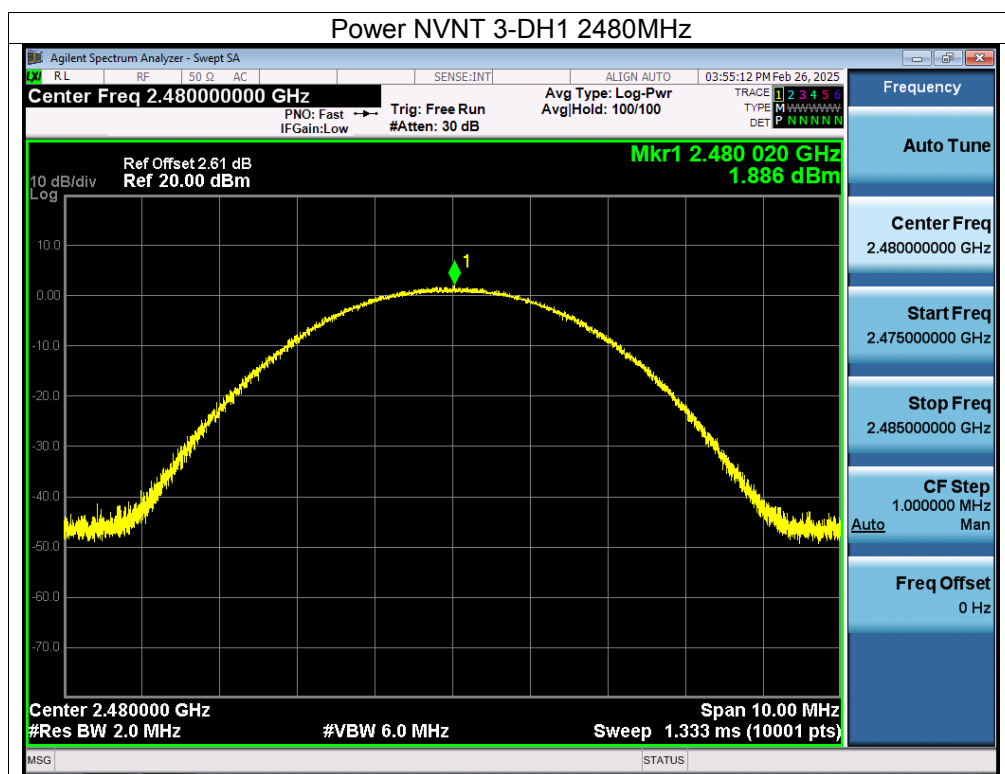 Power NVNT 3-DH1 2480MHz
Agilent Spectrum Analyzer - Swept SA
LXI RL RF 50 Ω AC SENSE:INT ALIGN AUTO 03:55:12 PM Feb 26, 2025
Center Freq 2.480000000 GHz
PNO: Fast
IFGain:Low
Trig: Free Run
#Atten: 30 dB
Avg Type: Log-Pwr
Avg|Hold: 100/100
TRACE 1 2 3 4 5 6
TYPE M WWWWW
DET P N N N N N
Ref Offset 2.61 dB
10 dB/div Ref 20.00 dBm
Log
Mkr1 2.480 020 GHz
1.886 dBm
10.0
0.00
-10.0
-20.0
-30.0
-40.0
-50.0
-60.0
-70.0
1
Center 2.480000 GHz
Span 10.00 MHz
#Res BW 2.0 MHz
#VBW 6.0 MHz
Sweep 1.333 ms (10001 pts)
MSG
STATUS
Frequency
Auto Tune
Center Freq
2.480000000 GHz
Start Freq
2.475000000 GHz
Stop Freq
2.485000000 GHz
CF Step
1.000000 MHz
Auto Man
Freq Offset
0 Hz